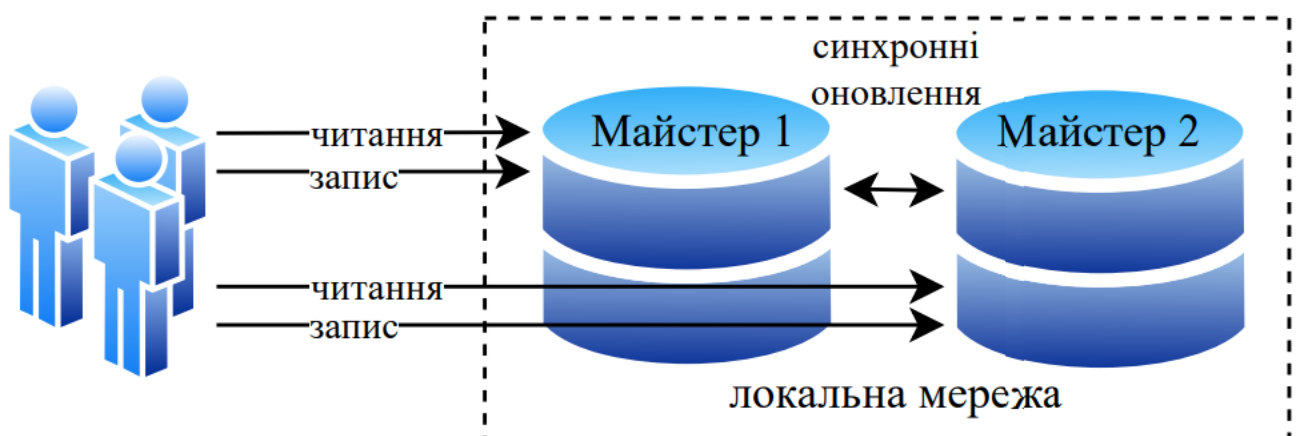 синхронні
оновлення
читання
Майстер 1
Майстер 2
запис
читання
запис
локальна мережа